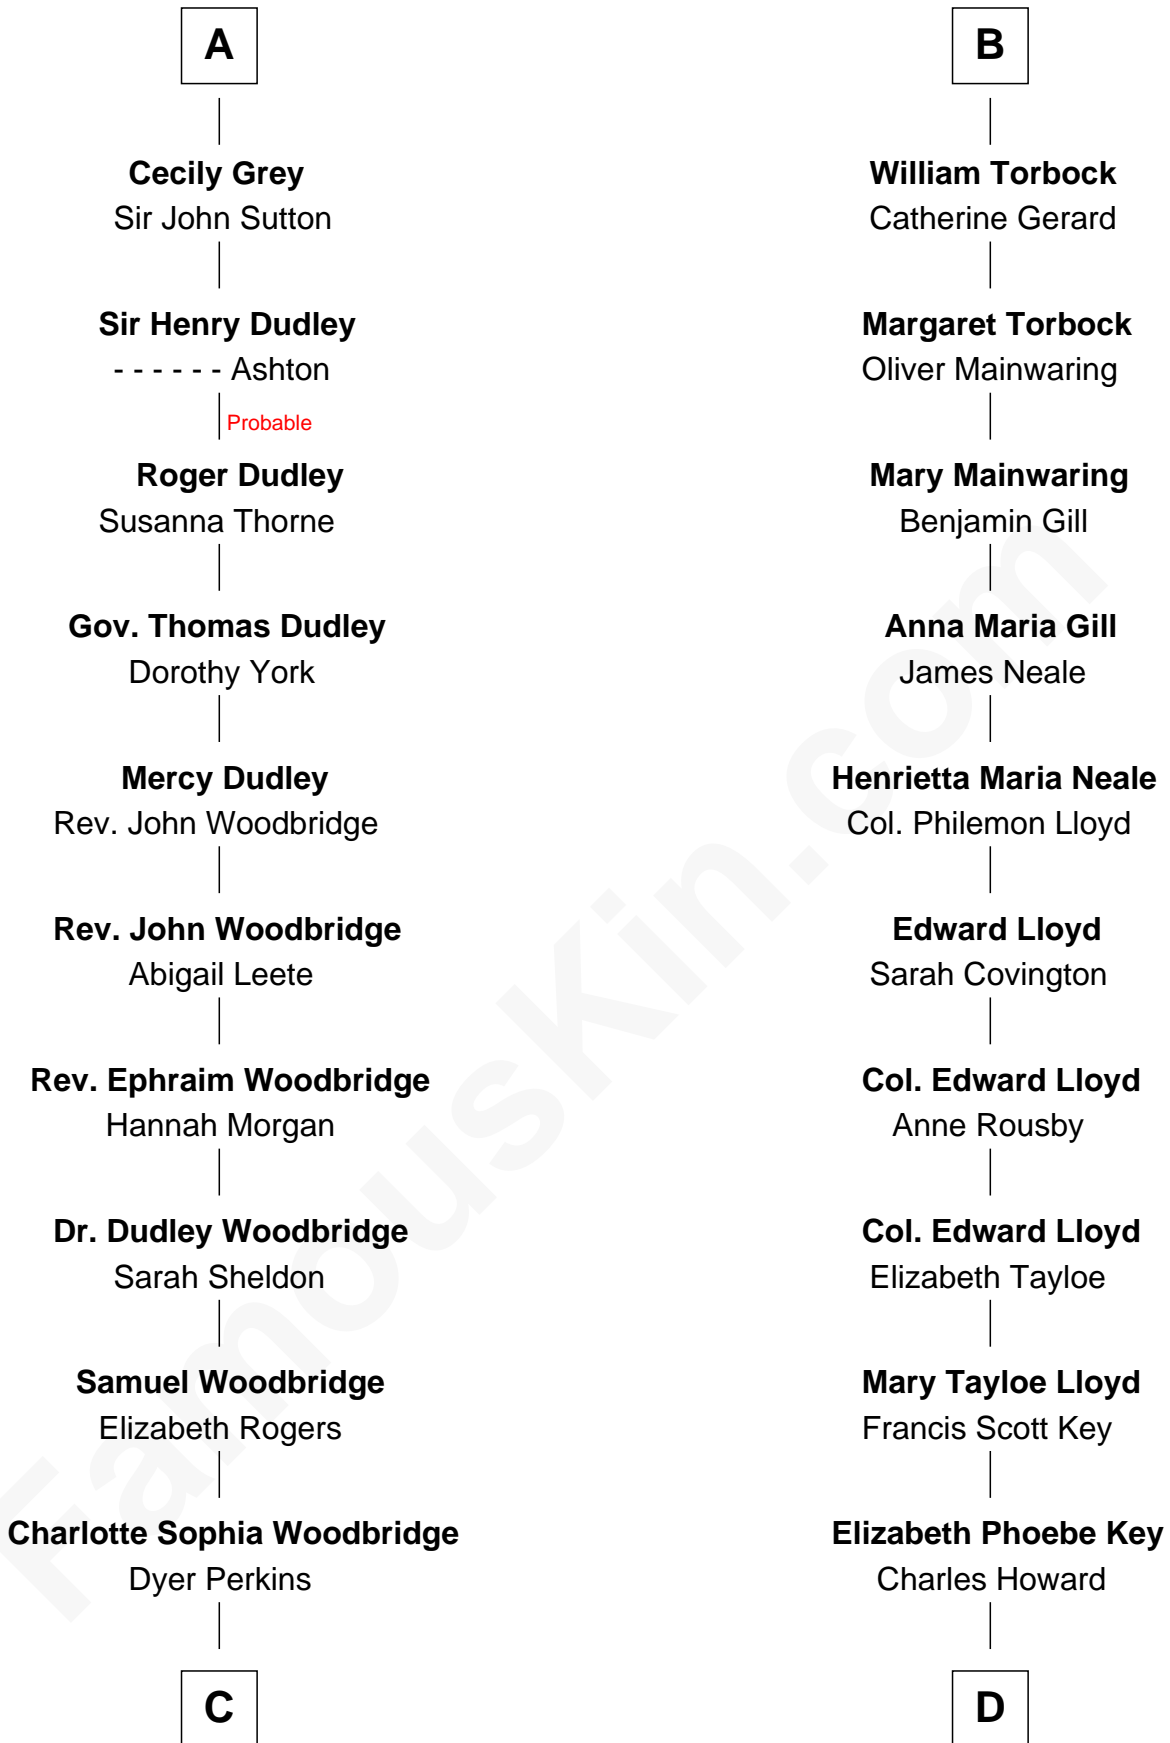 A
Cecily Grey
Sir John Sutton
Sir Henry Dudley
- - - - - - Ashton
Probable
Roger Dudley
Susanna Thorne
Gov. Thomas Dudley
Dorothy York
Mercy Dudley
Rev. John Woodbridge
Rev. John Woodbridge
Abigail Leete
Rev. Ephraim Woodbridge
Hannah Morgan
Dr. Dudley Woodbridge
Sarah Sheldon
Samuel Woodbridge
Elizabeth Rogers
Charlotte Sophia Woodbridge
Dyer Perkins
C
B
William Torbock
Catherine Gerard
Margaret Torbock
Oliver Mainwaring
Mary Mainwaring
Benjamin Gill
Anna Maria Gill
James Neale
Henrietta Maria Neale
Col. Philemon Lloyd
Edward Lloyd
Sarah Covington
Col. Edward Lloyd
Anne Rousby
Col. Edward Lloyd
Elizabeth Tayloe
Mary Tayloe Lloyd
Francis Scott Key
Elizabeth Phoebe Key
Charles Howard
D
FamousKin.com